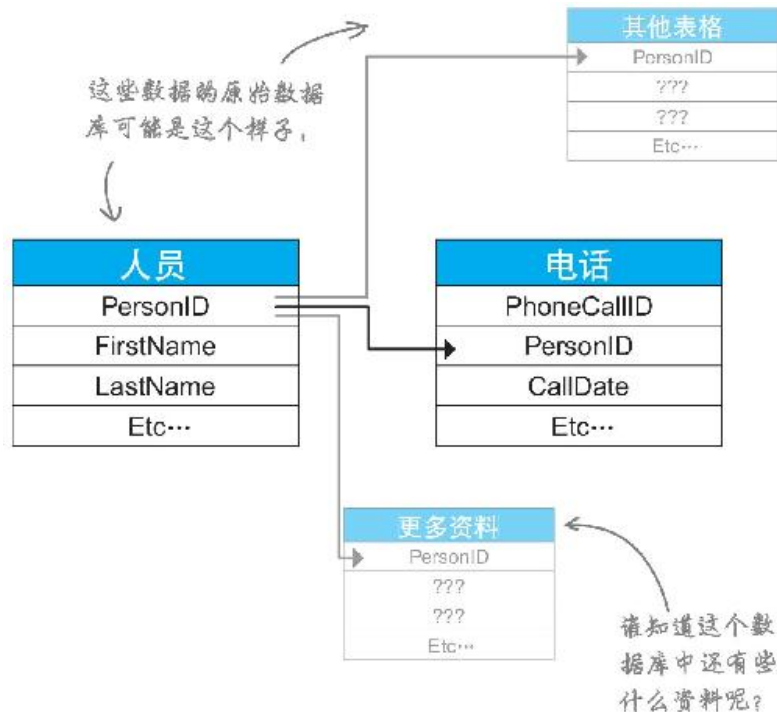 其他表格
PersonID
???
???
Etc…
这些数据的原始数据
库可能是这个样子，
人员
PersonID
FirstName
LastName
Etc…
电话
PhoneCallID
PersonID
CallDate
Etc…
更多资料
PersonID
???
???
Etc…
谁知道这个数
据库中还有些
什么资料呢？